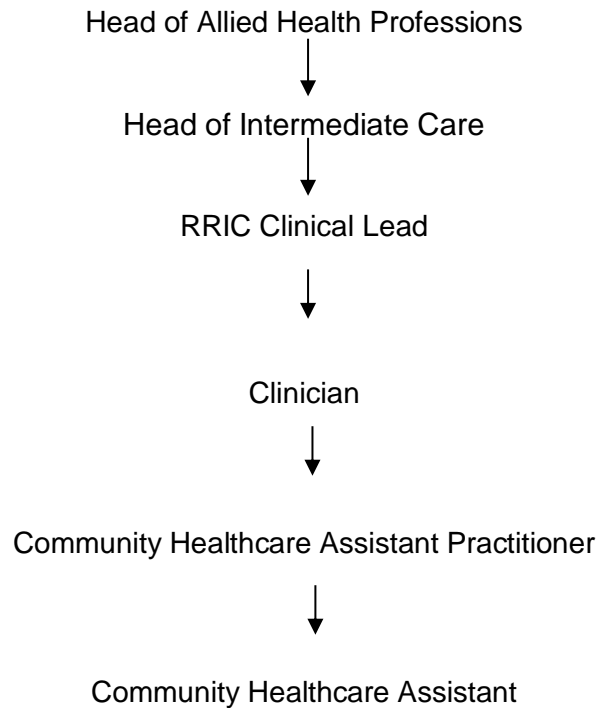 Head of Allied Health Professions
Head of Intermediate Care
RRIC Clinical Lead
Clinician
Community Healthcare Assistant Practitioner
Community Healthcare Assistant